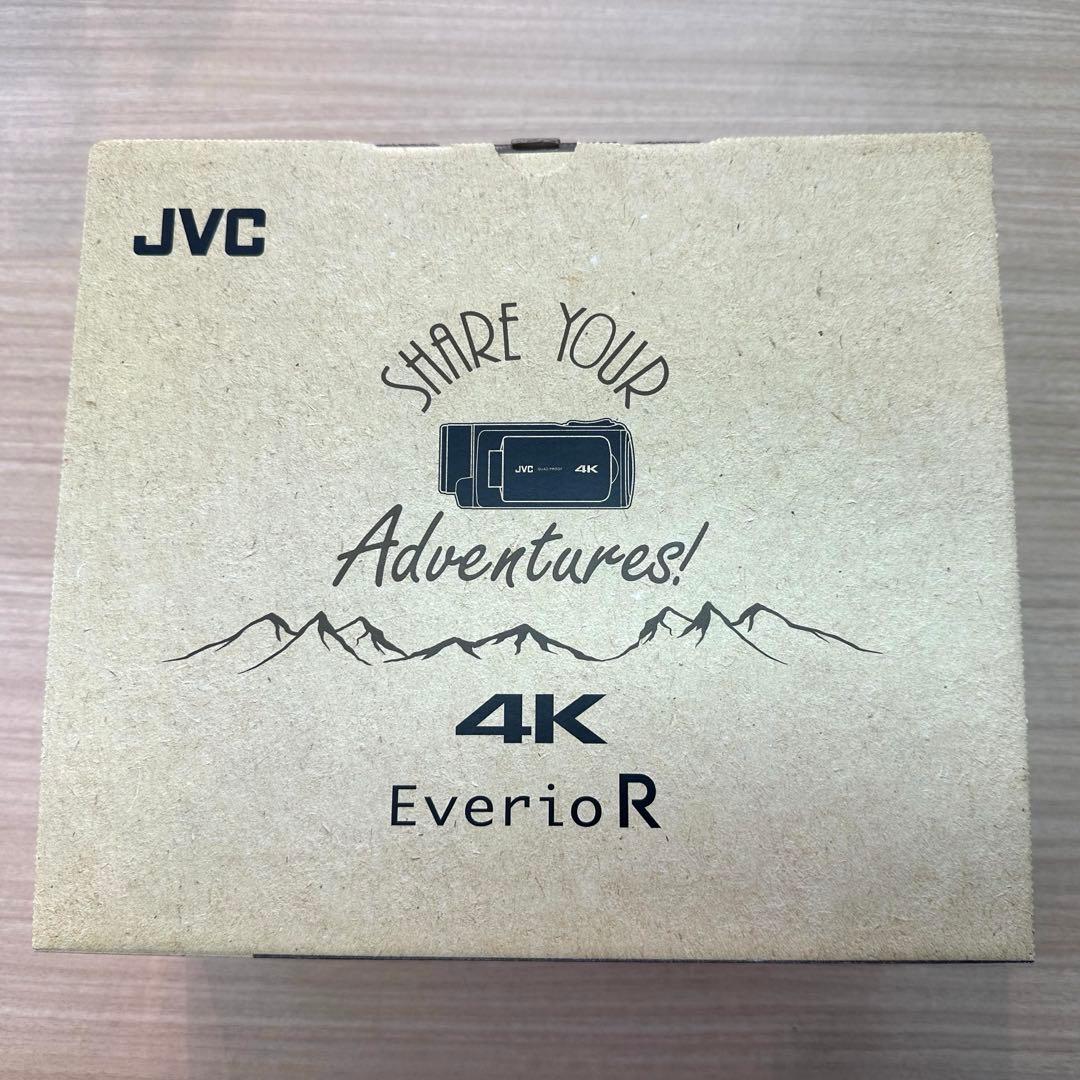 JVC
SHARE YOUR
JVC QUAD PROOF 4K
Adventures!
4K
Everio R